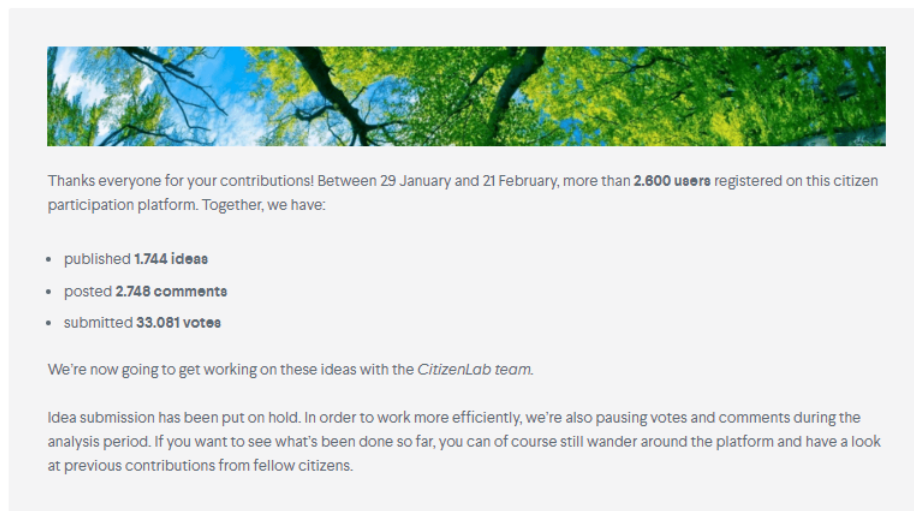 Thanks everyone for your contributions! Between 29 January and 21 February, more than 2.600 users registered on this citizen
participation platform. Together, we have:
• published 1.744 ideas
• posted 2.748 comments
• submitted 33.081 votes
We're now going to get working on these ideas with the CitizenLab team.
Idea submission has been put on hold. In order to work more efficiently, we're also pausing votes and comments during the
analysis period. If you want to see what's been done so far, you can of course still wander around the platform and have a look
at previous contributions from fellow citizens.